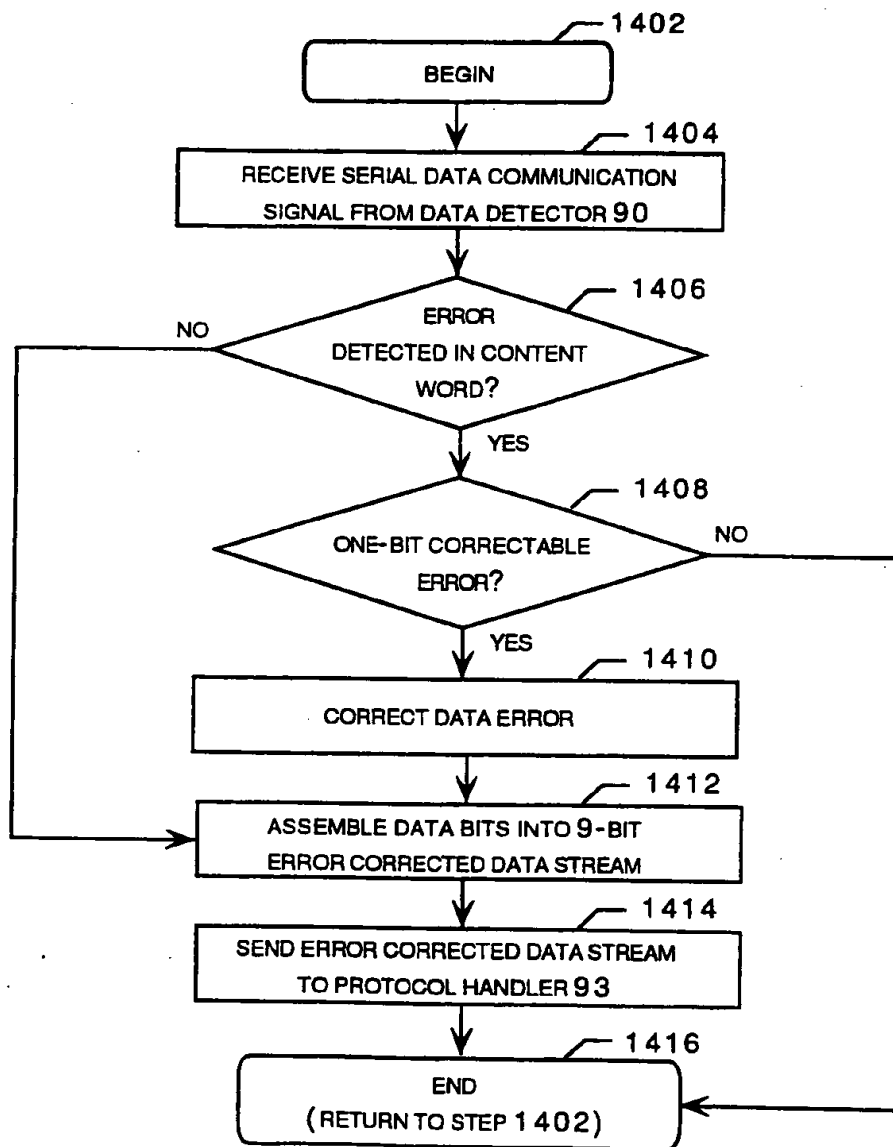 1402
BEGIN
1404
RECEIVE SERIAL DATA COMMUNICATION
SIGNAL FROM DATA DETECTOR 90
1406
NO
ERROR
DETECTED IN CONTENT
WORD?
YES
1408
NO
ONE-BIT CORRECTABLE
ERROR?
YES
1410
CORRECT DATA ERROR
1412
ASSEMBLE DATA BITS INTO 9-BIT
ERROR CORRECTED DATA STREAM
1414
SEND ERROR CORRECTED DATA STREAM
TO PROTOCOL HANDLER 93
1416
END
(RETURN TO STEP 1402)